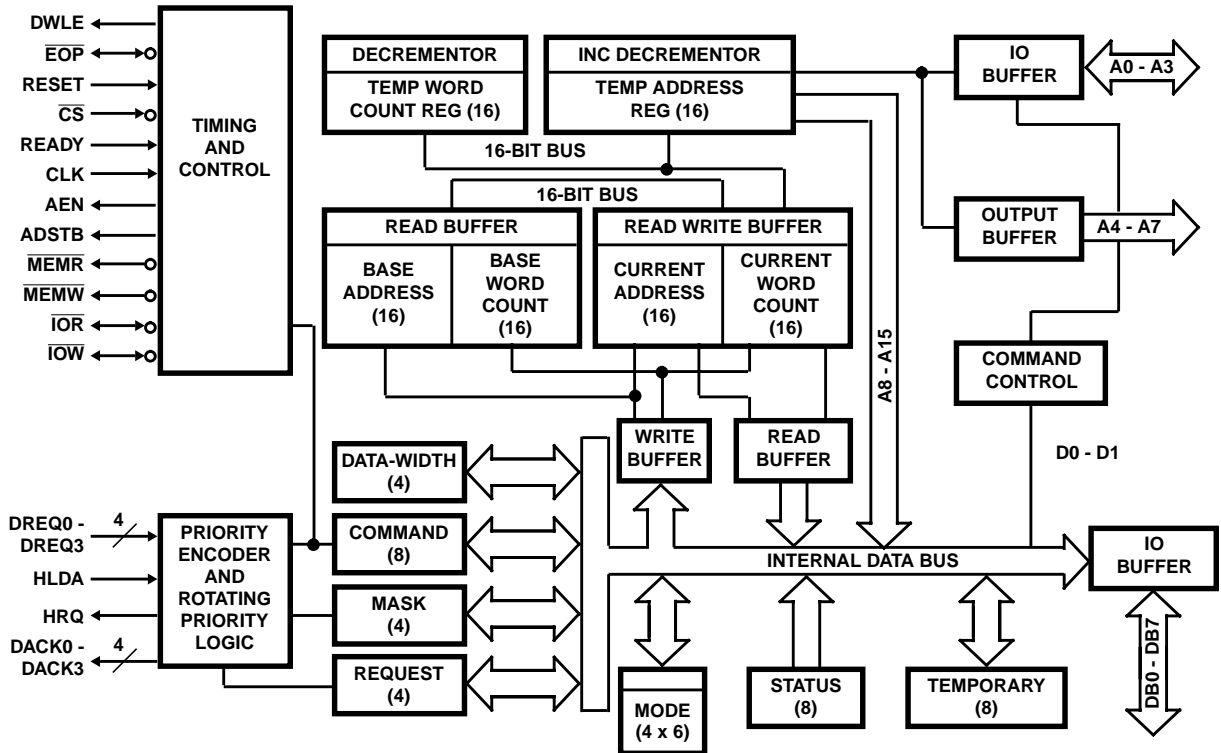 DWLE
EOP
RESET
CS
READY
CLK
AEN
ADSTB
MEMR
MEMW
IOR
IOW
TIMING
AND
CONTROL
DECREMENTOR
TEMP WORD
COUNT REG (16)
INC DECREMENTOR
TEMP ADDRESS
REG (16)
16-BIT BUS
16-BIT BUS
READ BUFFER
BASE
ADDRESS
(16)
BASE
WORD
COUNT
(16)
READ WRITE BUFFER
CURRENT
ADDRESS
(16)
CURRENT
WORD
COUNT
(16)
IO
BUFFER
A0 - A3
OUTPUT
BUFFER
A4 - A7
A8 - A15
COMMAND
CONTROL
D0 - D1
WRITE
BUFFER
READ
BUFFER
DATA-WIDTH
(4)
COMMAND
(8)
MASK
(4)
REQUEST
(4)
DREQ0 -
DREQ3
4
HLDA
HRQ
DACK0 -
DACK3
4
PRIORITY
ENCODER
AND
ROTATING
PRIORITY
LOGIC
INTERNAL DATA BUS
IO
BUFFER
DB0 - DB7
MODE
(4 x 6)
STATUS
(8)
TEMPORARY
(8)